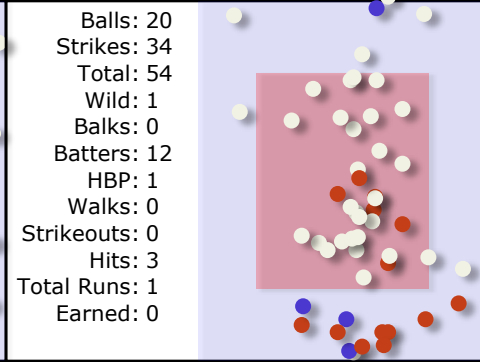 Balls: 20
Strikes: 34
Total: 54
Wild: 1
Balks: 0
Batters: 12
HBP: 1
Walks: 0
Strikeouts: 0
Hits: 3
Total Runs: 1
Earned: 0